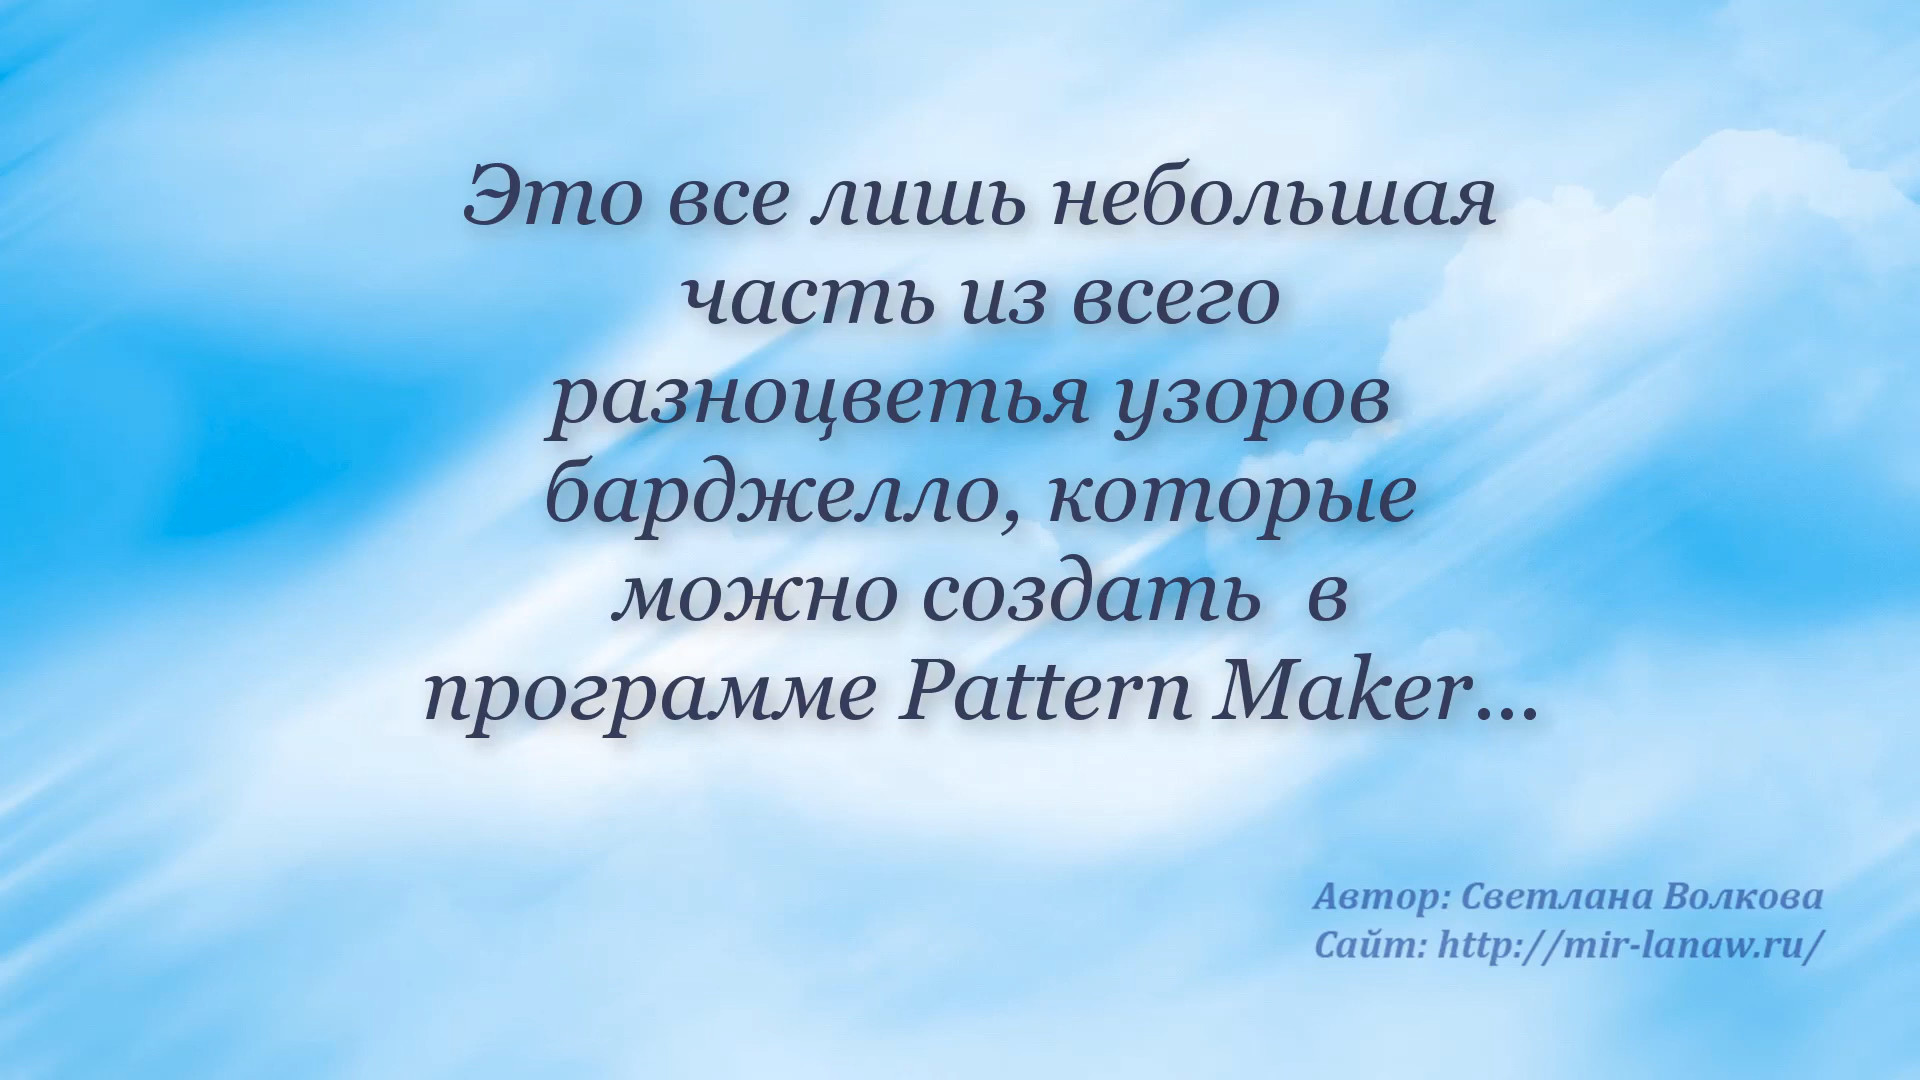 Это все лишь небольшая
часть из всего
разноцветья узоров
барджелло, которые
можно создать  в
программе Pattern Maker...
Автор: Светлана Волкова
Сайт: http://mir-lanaw.ru/